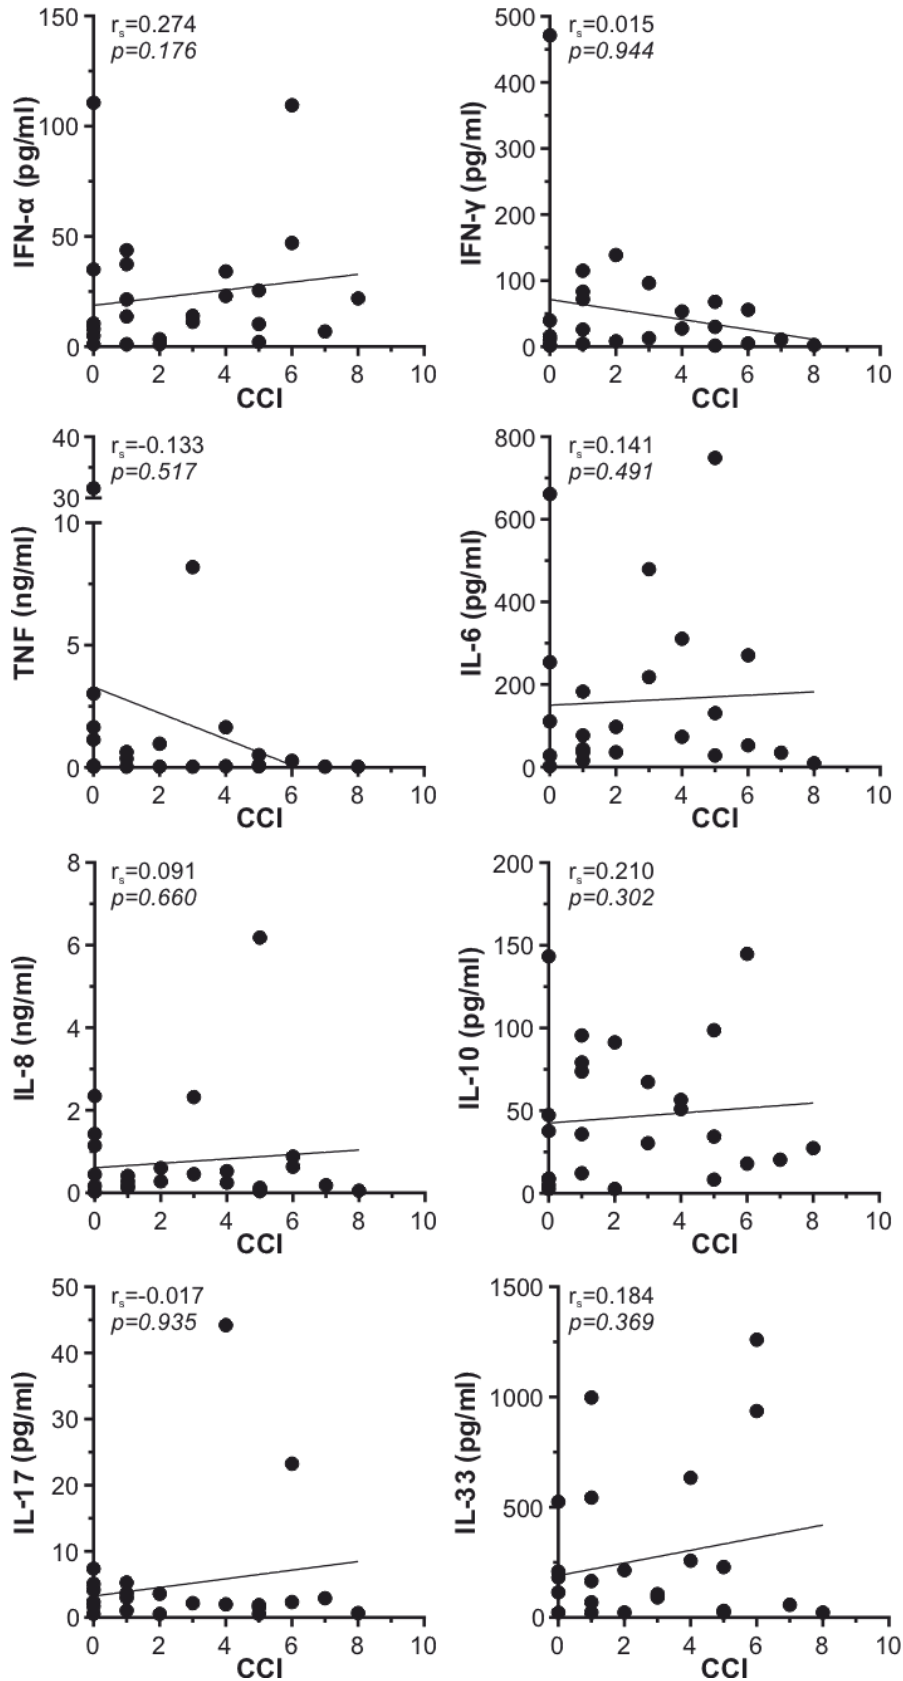 150
100
50
0
IFN-α (pg/ml)
r_s=0.274
p=0.176
0 2 4 6 8 10
CCI
500
400
300
200
100
0
IFN-γ (pg/ml)
r_s=0.015
p=0.944
0 2 4 6 8 10
CCI
40
30
10
5
0
TNF (ng/ml)
r_s=-0.133
p=0.517
0 2 4 6 8 10
CCI
800
600
400
200
0
IL-6 (pg/ml)
r_s=0.141
p=0.491
0 2 4 6 8 10
CCI
8
6
4
2
0
IL-8 (ng/ml)
r_s=0.091
p=0.660
0 2 4 6 8 10
CCI
200
150
100
50
0
IL-10 (pg/ml)
r_s=0.210
p=0.302
0 2 4 6 8 10
CCI
50
40
30
20
10
0
IL-17 (pg/ml)
r_s=-0.017
p=0.935
0 2 4 6 8 10
CCI
1500
1000
500
0
IL-33 (pg/ml)
r_s=0.184
p=0.369
0 2 4 6 8 10
CCI